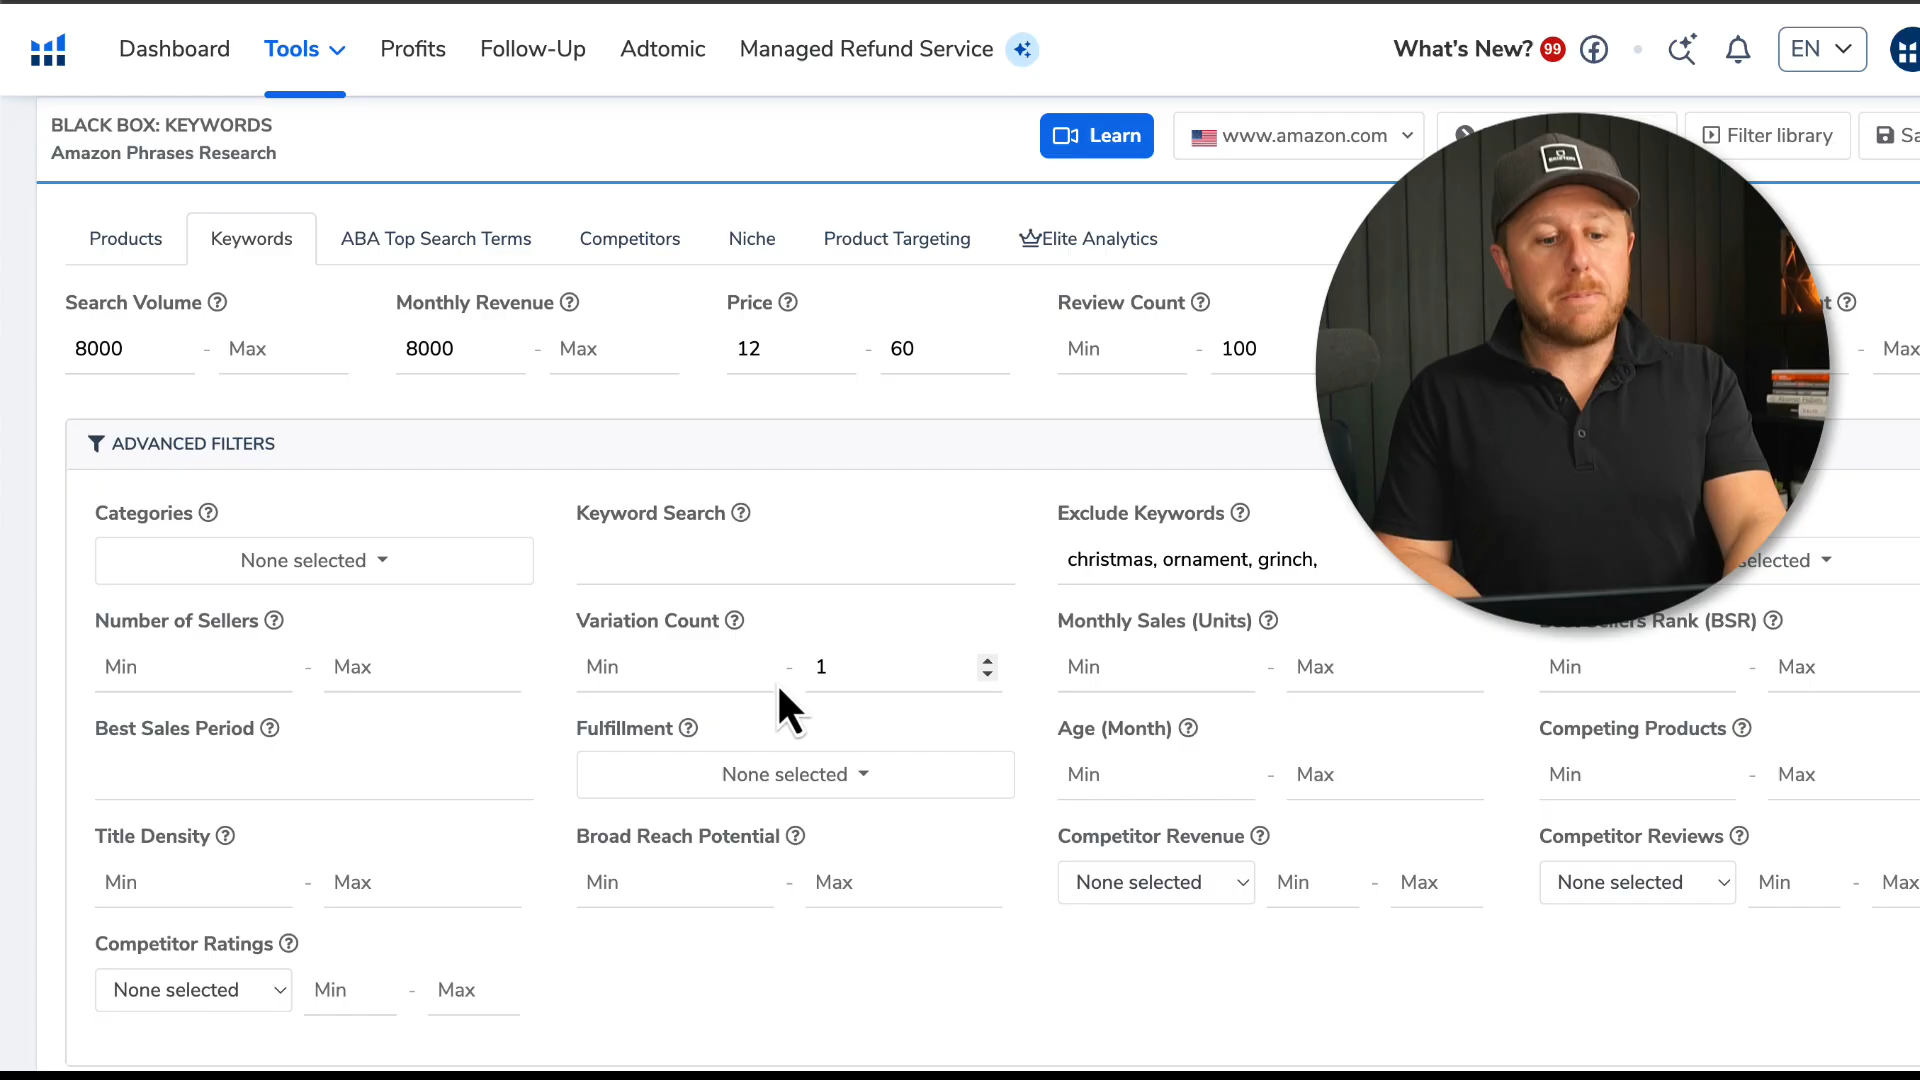 Dashboard Tools Profits Follow-Up Adtomic Managed Refund Service What's New? 99 EN
BLACK BOX: KEYWORDS
Amazon Phrases Research
Learn www.amazon.com Filter library Sa
Products Keywords ABA Top Search Terms Competitors Niche Product Targeting Elite Analytics
Search Volume Monthly Revenue Price Review Count
8000 - Max 8000 - Max 12 - 60 Min - 100 - Max
ADVANCED FILTERS
Categories Keyword Search Exclude Keywords
None selected christmas, ornament, grinch, selected
Number of Sellers Variation Count Monthly Sales (Units) Rank (BSR)
Min - Max Min - 1 Min - Max Min - Max
Best Sales Period Fulfillment Age (Month) Competing Products
None selected Min - Max Min - Max
Title Density Broad Reach Potential Competitor Revenue Competitor Reviews
Min - Max Min - Max None selected Min - Max None selected Min - Max
Competitor Ratings
None selected Min - Max